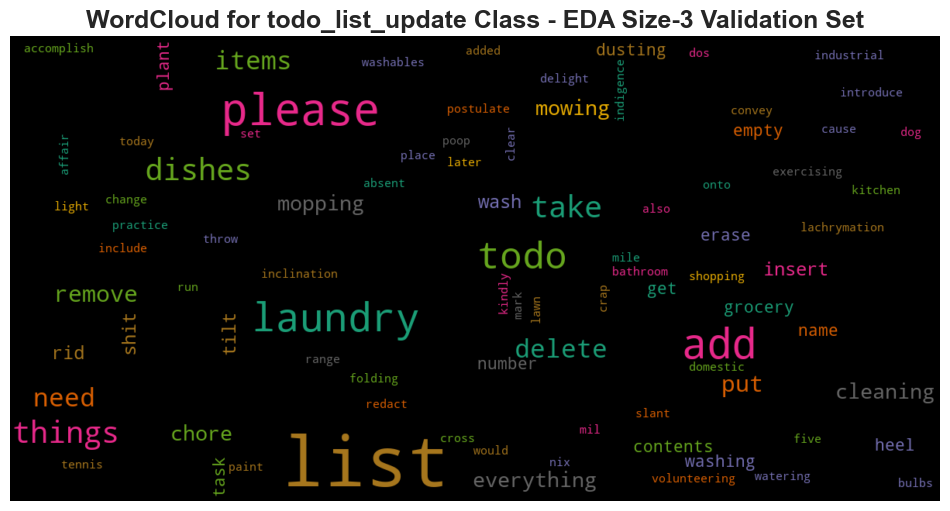 WordCloud for todo_list_update Class - EDA Size-3 Validation Set
accomplish
plant
items
washables
added
dusting
dos
industrial
delight
indigence
introduce
please
set
postulate
mowing
convey
empty
cause
dog
affair
today
poop
clear
place
later
dishes
absent
exercising
onto
kitchen
light
change
mopping
wash
take
also
practice
throw
erase
lachrymation
include
todo
mile
bathroom
inclination
shopping
insert
run
kindly
mark
lawn
crap
get
remove
grocery
laundry
shit
tilt
name
rid
range
delete
number
add
domestic
folding
put
need
cleaning
redact
slant
things
chore
list
cross
mil
five
heel
would
contents
tennis
task
paint
nix
washing
everything
volunteering
watering
bulbs